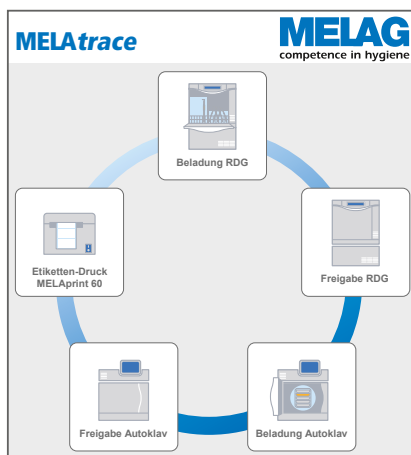 MELAtrace
MELAG
competence in hygiene
Beladung RDG
Freigabe RDG
Beladung Autoklav
Freigabe Autoklav
Etiketten-Druck
MELAprint 60